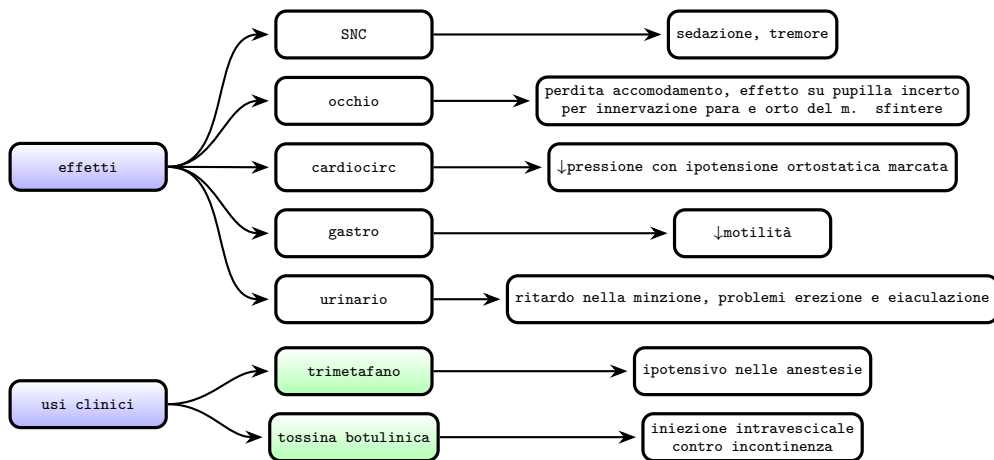 effetti
SNC
sedazione, tremore
occhio
perdita accomodamento, effetto su pupilla incerto
per innervazione para e orto del m. sfintere
cardiocirc
↓pressione con ipotensione ortostatica marcata
gastro
↓motilità
urinario
ritardo nella minzione, problemi erezione e eiaculazione
usi clinici
trimetafano
ipotensivo nelle anestesie
tossina botulinica
iniezione intravescicale
contro incontinenza